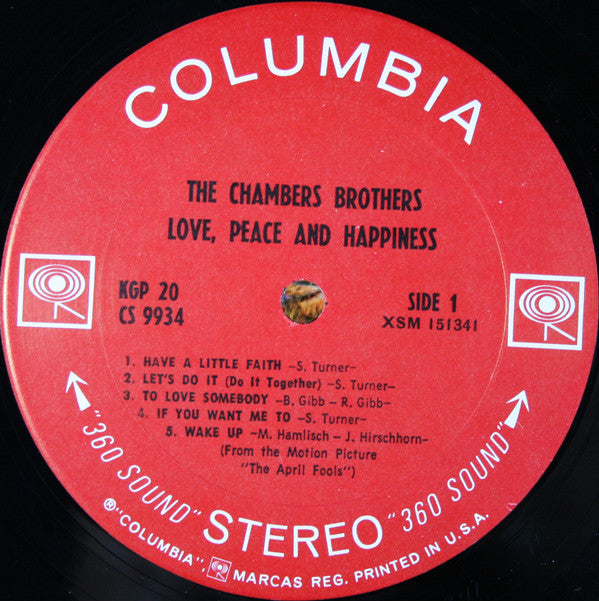 COLUMBIA
THE CHAMBERS BROTHERS
LOVE, PEACE AND HAPPINESS
KGP 20
CS 9934
SIDE 1
XSM 151341
1. HAVE A LITTLE FAITH –S. Turner–
2. LET'S DO IT (Do It Together) –S. Turner–
3. TO LOVE SOMEBODY –B. Gibb – R. Gibb–
4. IF YOU WANT ME TO –S. Turner–
5. WAKE UP –M. Hamlisch – J. Hirschhorn–
(From the Motion Picture
"The April Fools")
"360 SOUND" STEREO "360 SOUND"
®"COLUMBIA", MARCAS REG. PRINTED IN U.S.A.